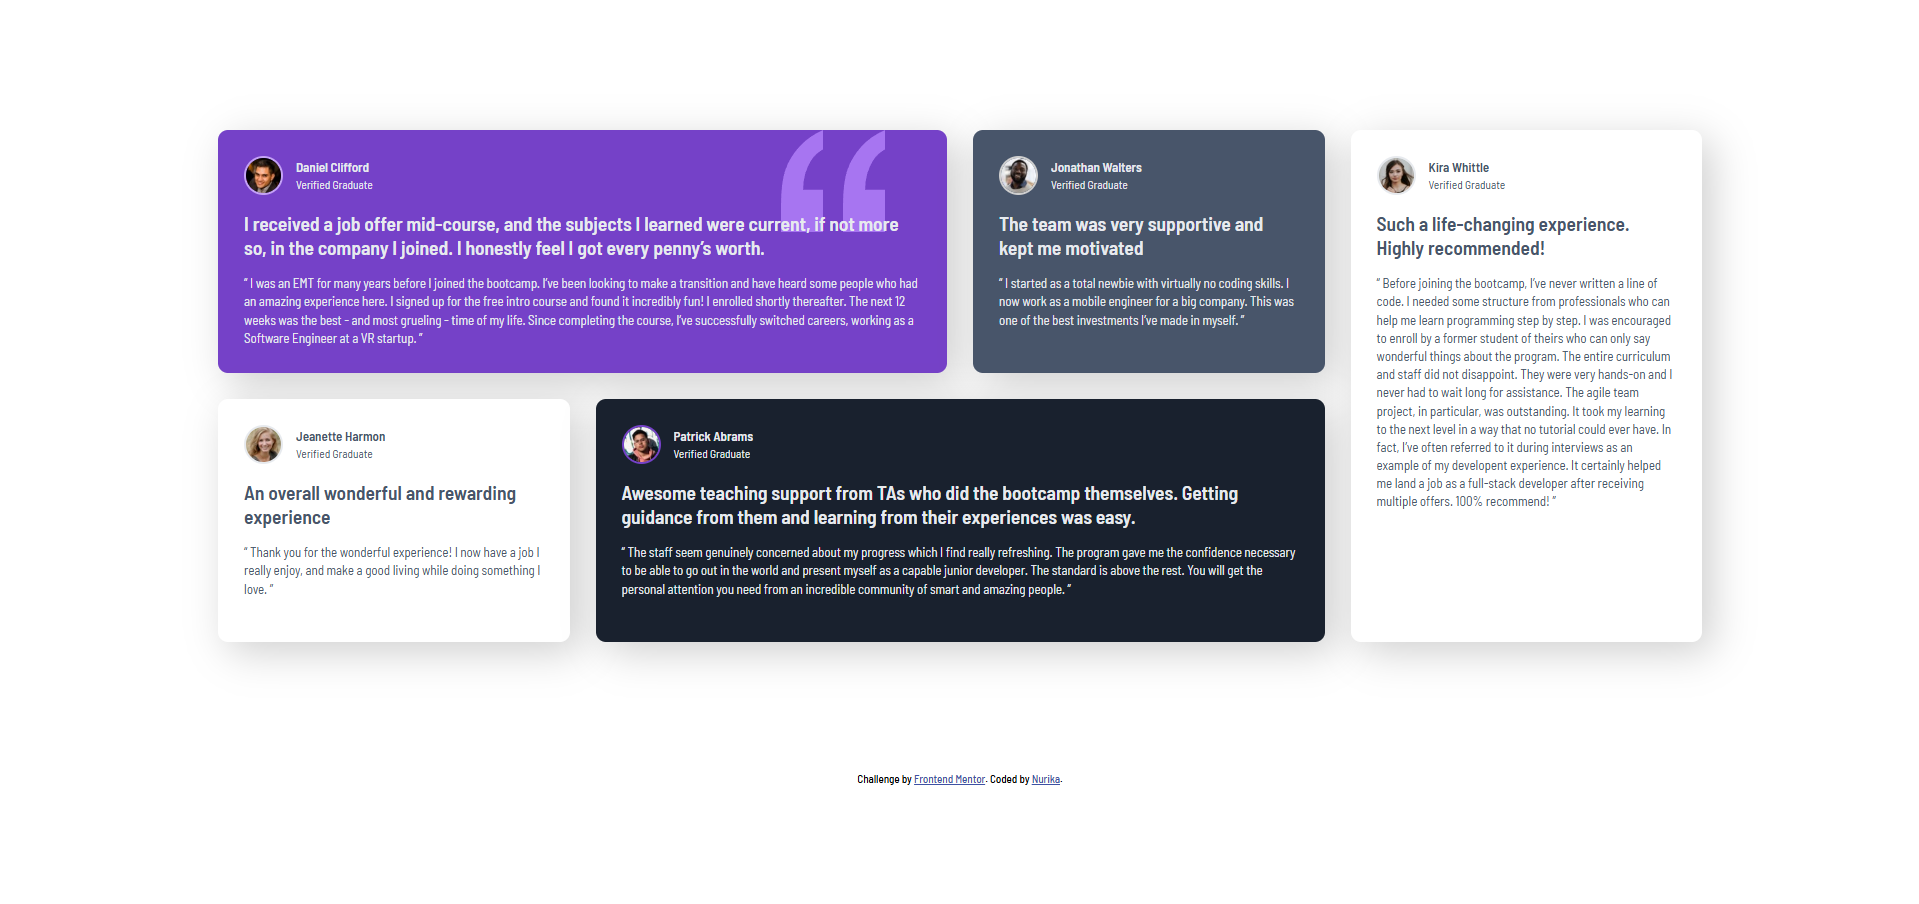 Daniel Clifford
Verified Graduate
I received a job offer mid-course, and the subjects I learned were current, if not more
so, in the company I joined. I honestly feel I got every penny’s worth.
“ I was an EMT for many years before I joined the bootcamp. I’ve been looking to make a transition and have heard some people who had
an amazing experience here. I signed up for the free intro course and found it incredibly fun! I enrolled shortly thereafter. The next 12
weeks was the best - and most grueling - time of my life. Since completing the course, I’ve successfully switched careers, working as a
Software Engineer at a VR startup. ”
Jonathan Walters
Verified Graduate
The team was very supportive and
kept me motivated
“ I started as a total newbie with virtually no coding skills. I
now work as a mobile engineer for a big company. This was
one of the best investments I’ve made in myself. ”
Kira Whittle
Verified Graduate
Such a life-changing experience.
Highly recommended!
“ Before joining the bootcamp, I’ve never written a line of
code. I needed some structure from professionals who can
help me learn programming step by step. I was encouraged
to enroll by a former student of theirs who can only say
wonderful things about the program. The entire curriculum
and staff did not disappoint. They were very hands-on and I
never had to wait long for assistance. The agile team
project, in particular, was outstanding. It took my learning
to the next level in a way that no tutorial could ever have. In
fact, I’ve often referred to it during interviews as an
example of my developent experience. It certainly helped
me land a job as a full-stack developer after receiving
multiple offers. 100% recommend! ”
Jeanette Harmon
Verified Graduate
An overall wonderful and rewarding
experience
“ Thank you for the wonderful experience! I now have a job I
really enjoy, and make a good living while doing something I
love. ”
Patrick Abrams
Verified Graduate
Awesome teaching support from TAs who did the bootcamp themselves. Getting
guidance from them and learning from their experiences was easy.
“ The staff seem genuinely concerned about my progress which I find really refreshing. The program gave me the confidence necessary
to be able to go out in the world and present myself as a capable junior developer. The standard is above the rest. You will get the
personal attention you need from an incredible community of smart and amazing people. ”
Challenge by Frontend Mentor. Coded by Nurika.